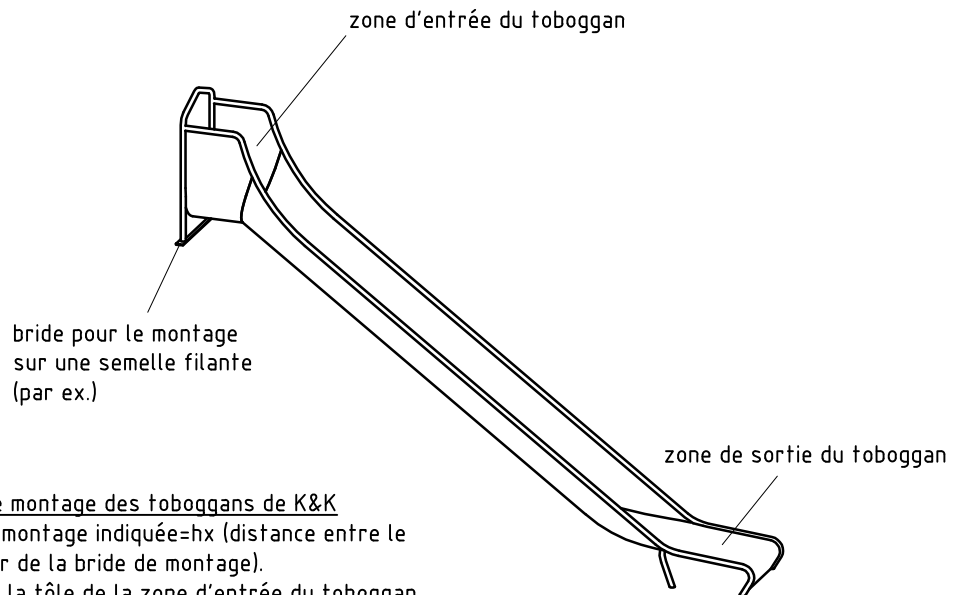 zone d'entrée du toboggan
bride pour le montage
sur une semelle filante
(par ex.)
zone de sortie du toboggan
montage des toboggans de K&K
montage indiquée=hx (distance entre le
de la bride de montage).
la tôle de la zone d'entrée du toboggan